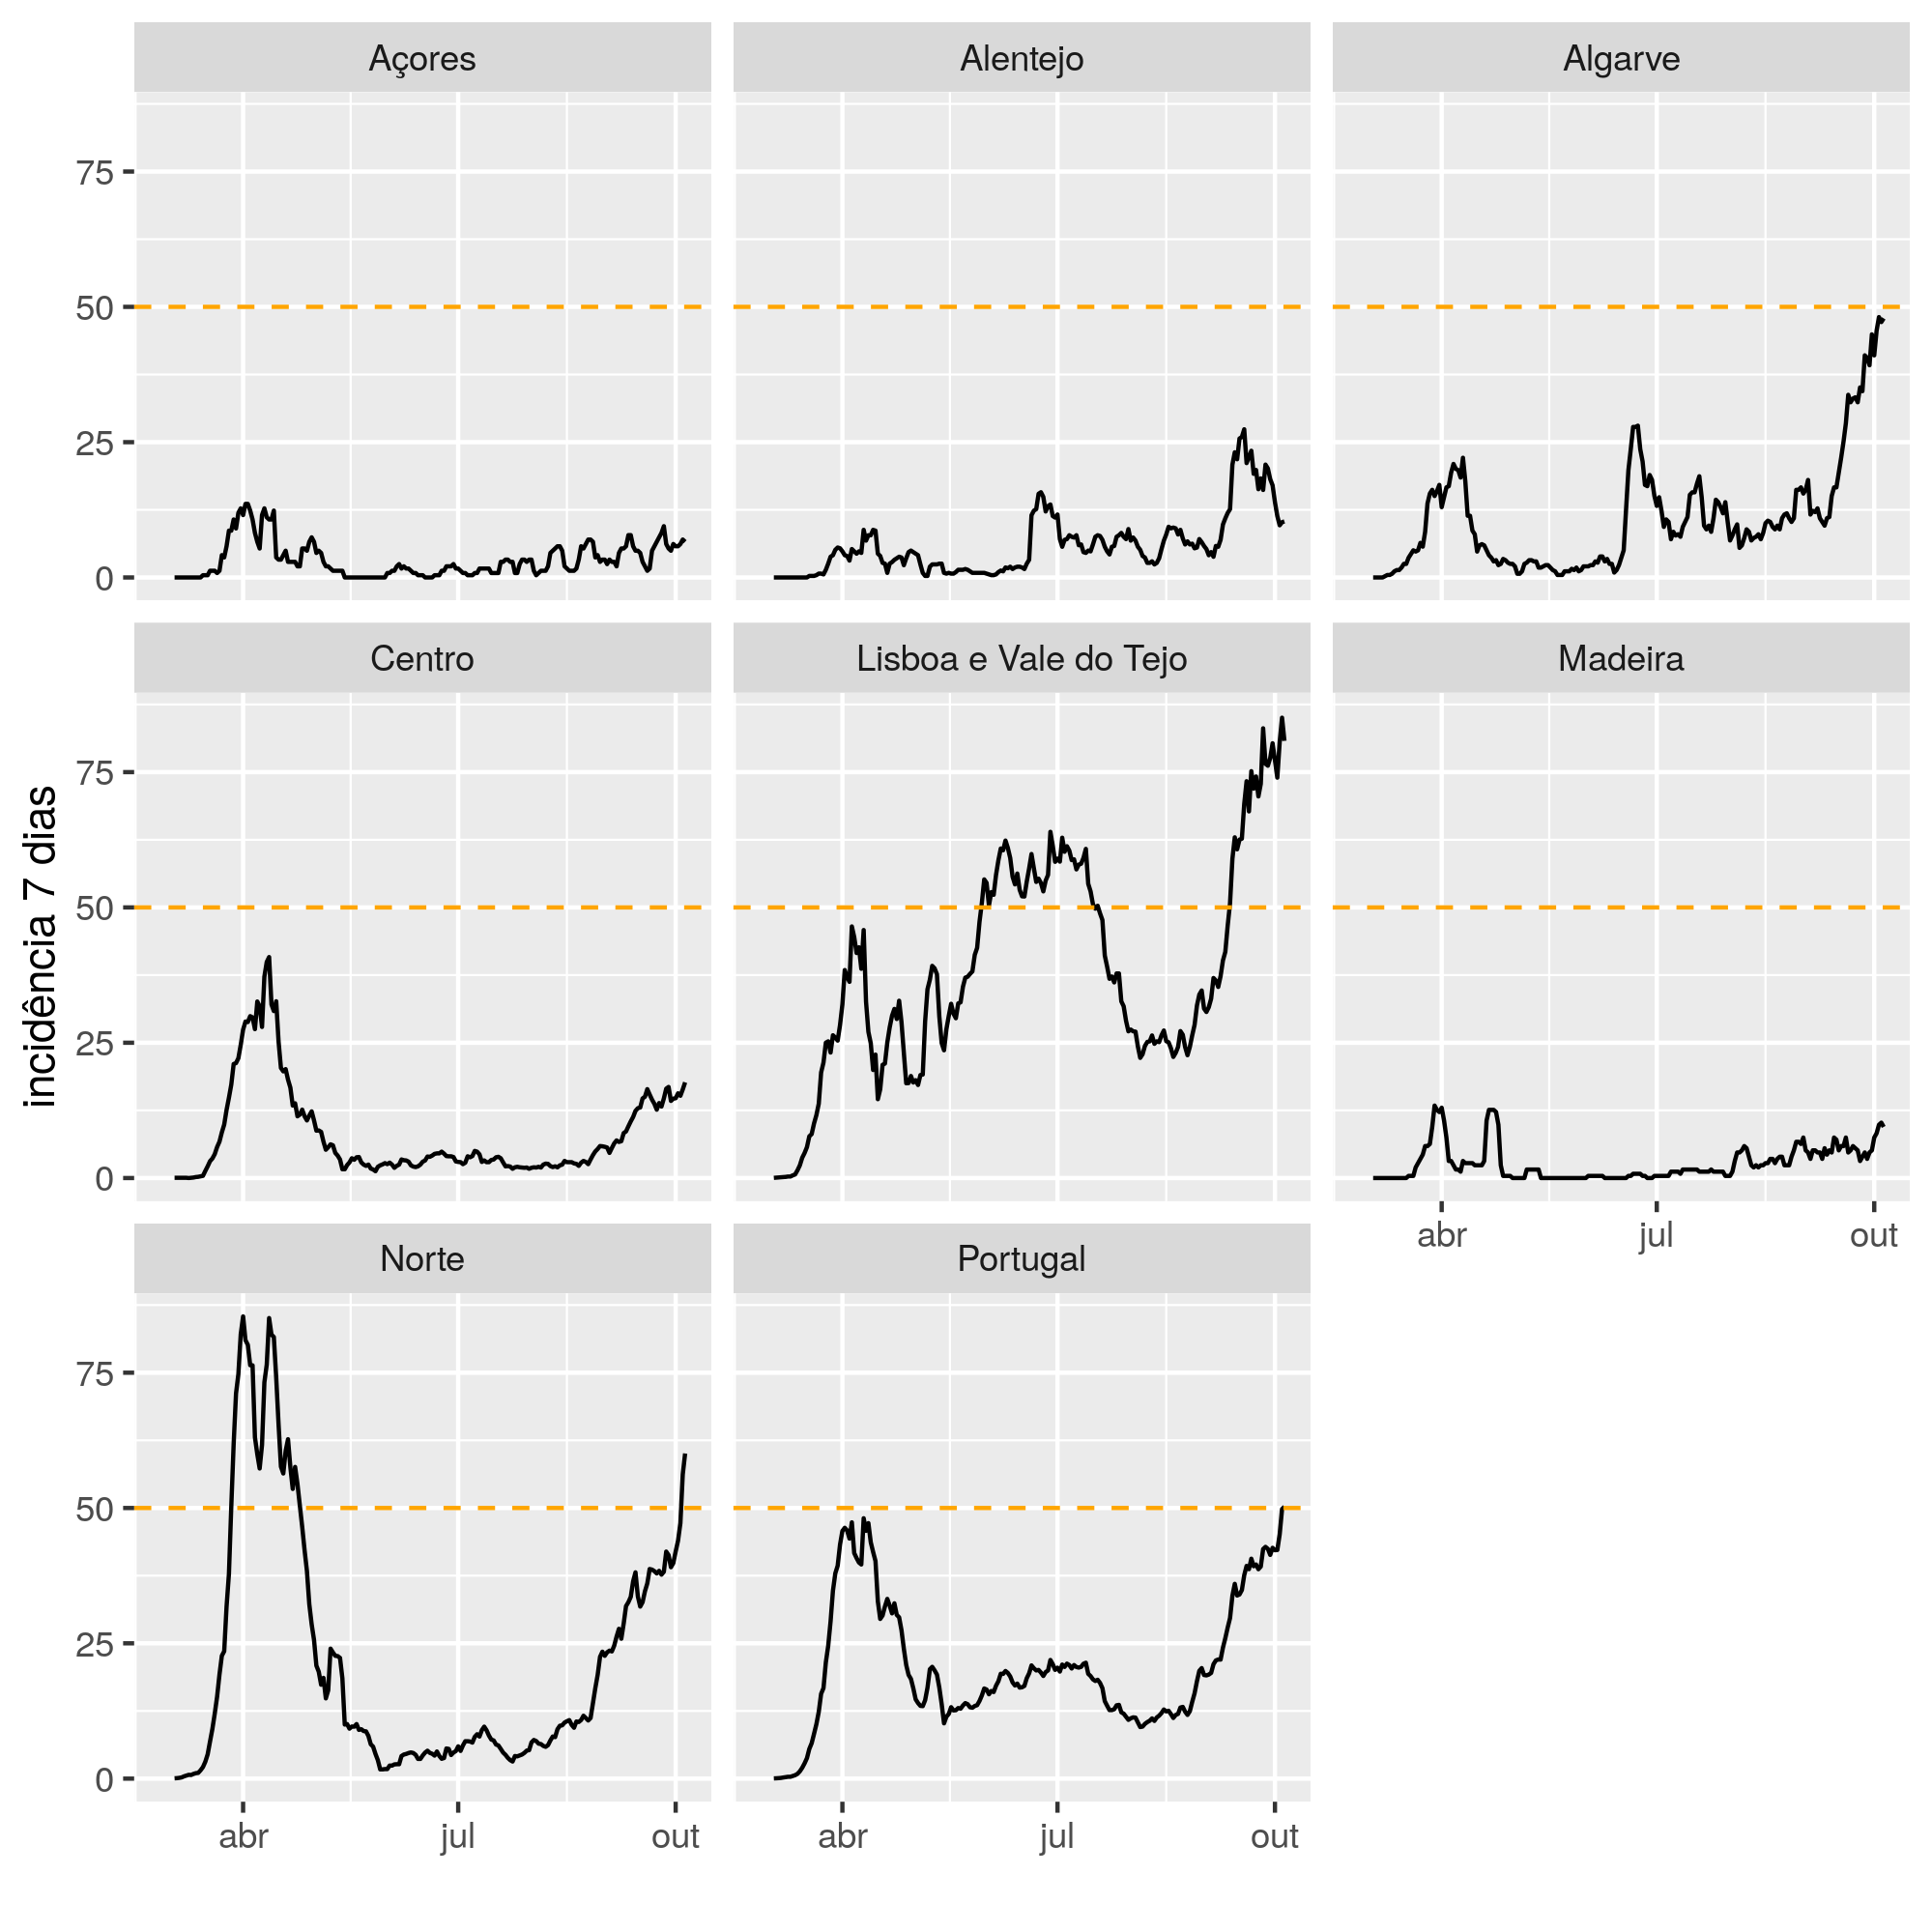 Açores
Alentejo
Algarve
75
50
25
0
Centro
Lisboa e Vale do Tejo
Madeira
incidência 7 dias
75
50
25
0
abr
jul
out
Norte
Portugal
75
50
25
0
abr
jul
out
abr
jul
out